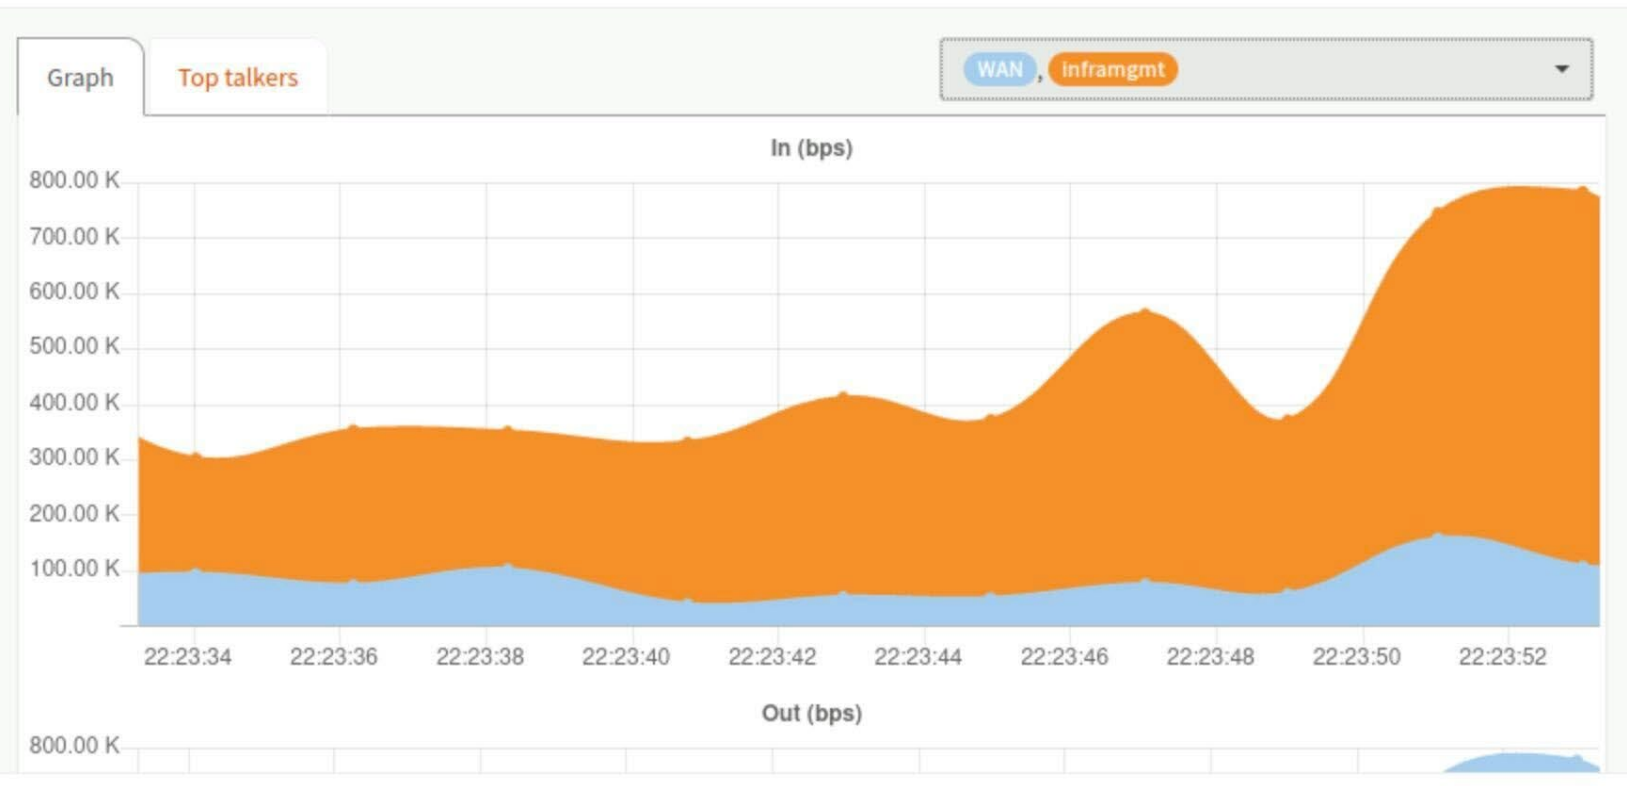 Graph Top talkers WAN, inframgmt
In (bps)
800.00 K
700.00 K
600.00 K
500.00 K
400.00 K
300.00 K
200.00 K
100.00 K
22:23:34 22:23:36 22:23:38 22:23:40 22:23:42 22:23:44 22:23:46 22:23:48 22:23:50 22:23:52
Out (bps)
800.00 K